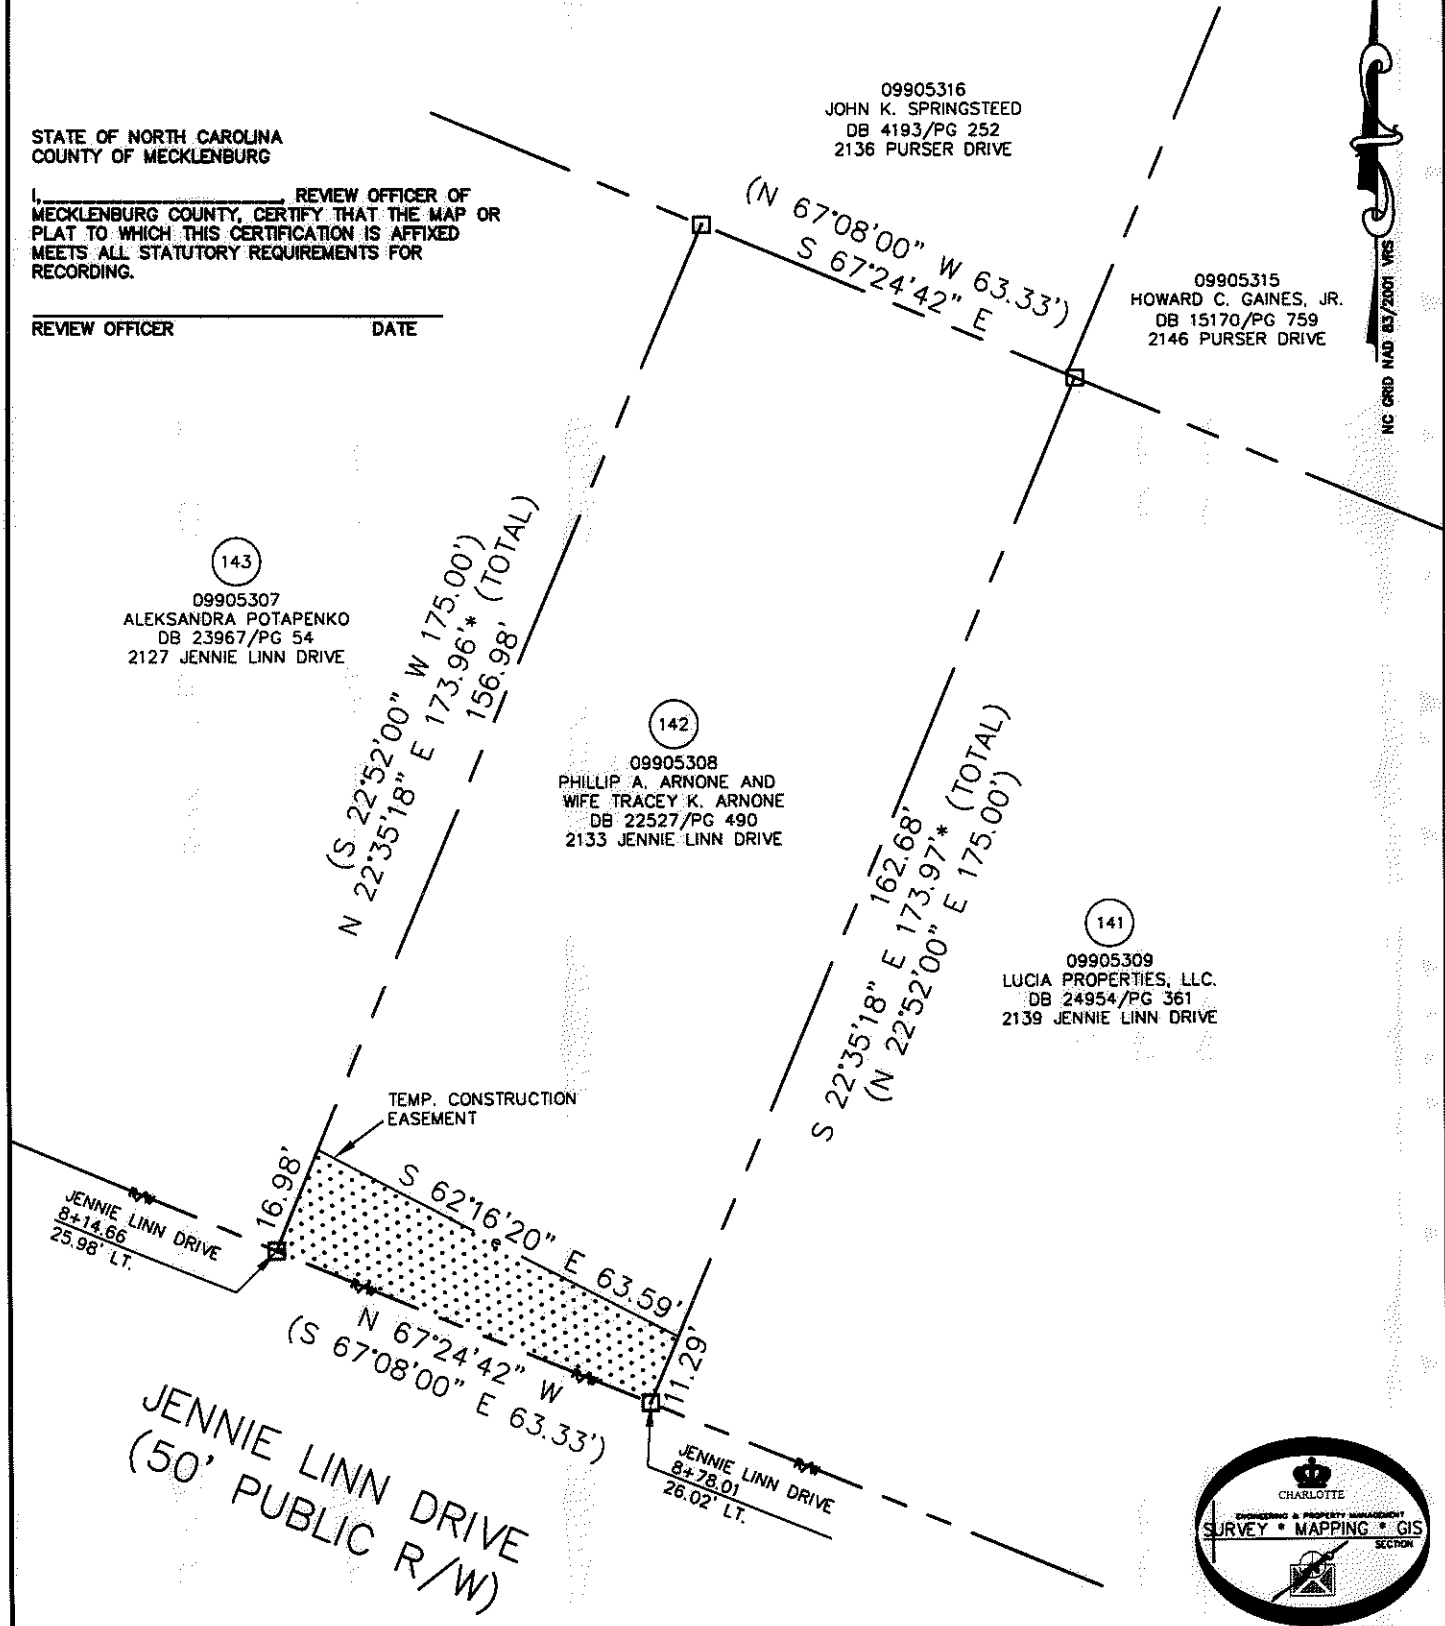 STATE OF NORTH CAROLINA
COUNTY OF MECKLENBURG
I,________________________, REVIEW OFFICER OF
MECKLENBURG COUNTY, CERTIFY THAT THE MAP OR
PLAT TO WHICH THIS CERTIFICATION IS AFFIXED
MEETS ALL STATUTORY REQUIREMENTS FOR
RECORDING.
REVIEW OFFICER DATE
09905316
JOHN K. SPRINGSTEED
DB 4193/PG 252
2136 PURSER DRIVE
(N 67°08'00" W 63.33')
S 67°24'42" E
09905315
HOWARD C. GAINES, JR.
DB 15170/PG 759
2146 PURSER DRIVE
NC GRID NAD 83/2001 VRS
143
09905307
ALEKSANDRA POTAPENKO
DB 23967/PG 54
2127 JENNIE LINN DRIVE
(S 22°52'00" W 175.00')
N 22°35'18" E 173.96'* (TOTAL)
156.98'
142
09905308
PHILLIP A. ARNONE AND
WIFE TRACEY K. ARNONE
DB 22527/PG 490
2133 JENNIE LINN DRIVE
162.68'
S 22°35'18" E 173.97'* (TOTAL)
(N 22°52'00" E 175.00')
141
09905309
LUCIA PROPERTIES, LLC.
DB 24954/PG 361
2139 JENNIE LINN DRIVE
TEMP. CONSTRUCTION
EASEMENT
16.98'
S 62°16'20" E 63.59'
e
11.29'
R/W
JENNIE LINN DRIVE
8+14.66
25.98' LT.
R/W
R/W
N 67°24'42" W
(S 67°08'00" E 63.33')
JENNIE LINN DRIVE
(50' PUBLIC R/W)
R/W
JENNIE LINN DRIVE
8+78.01
26.02' LT.
CHARLOTTE
ENGINEERING & PROPERTY MANAGEMENT
SURVEY * MAPPING * GIS
SECTION